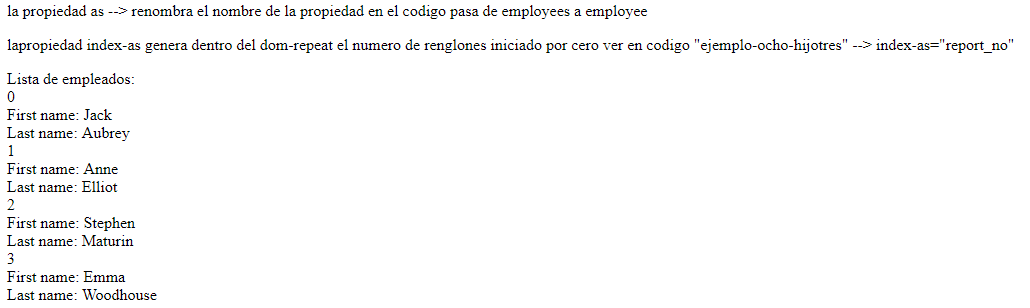 la propiedad as --> renombra el nombre de la propiedad en el codigo pasa de employees a employee
lapropiedad index-as genera dentro del dom-repeat el numero de renglones iniciado por cero ver en codigo "ejemplo-ocho-hijotres" --> index-as="report_no"
Lista de empleados:
0
First name: Jack
Last name: Aubrey
1
First name: Anne
Last name: Elliot
2
First name: Stephen
Last name: Maturin
3
First name: Emma
Last name: Woodhouse